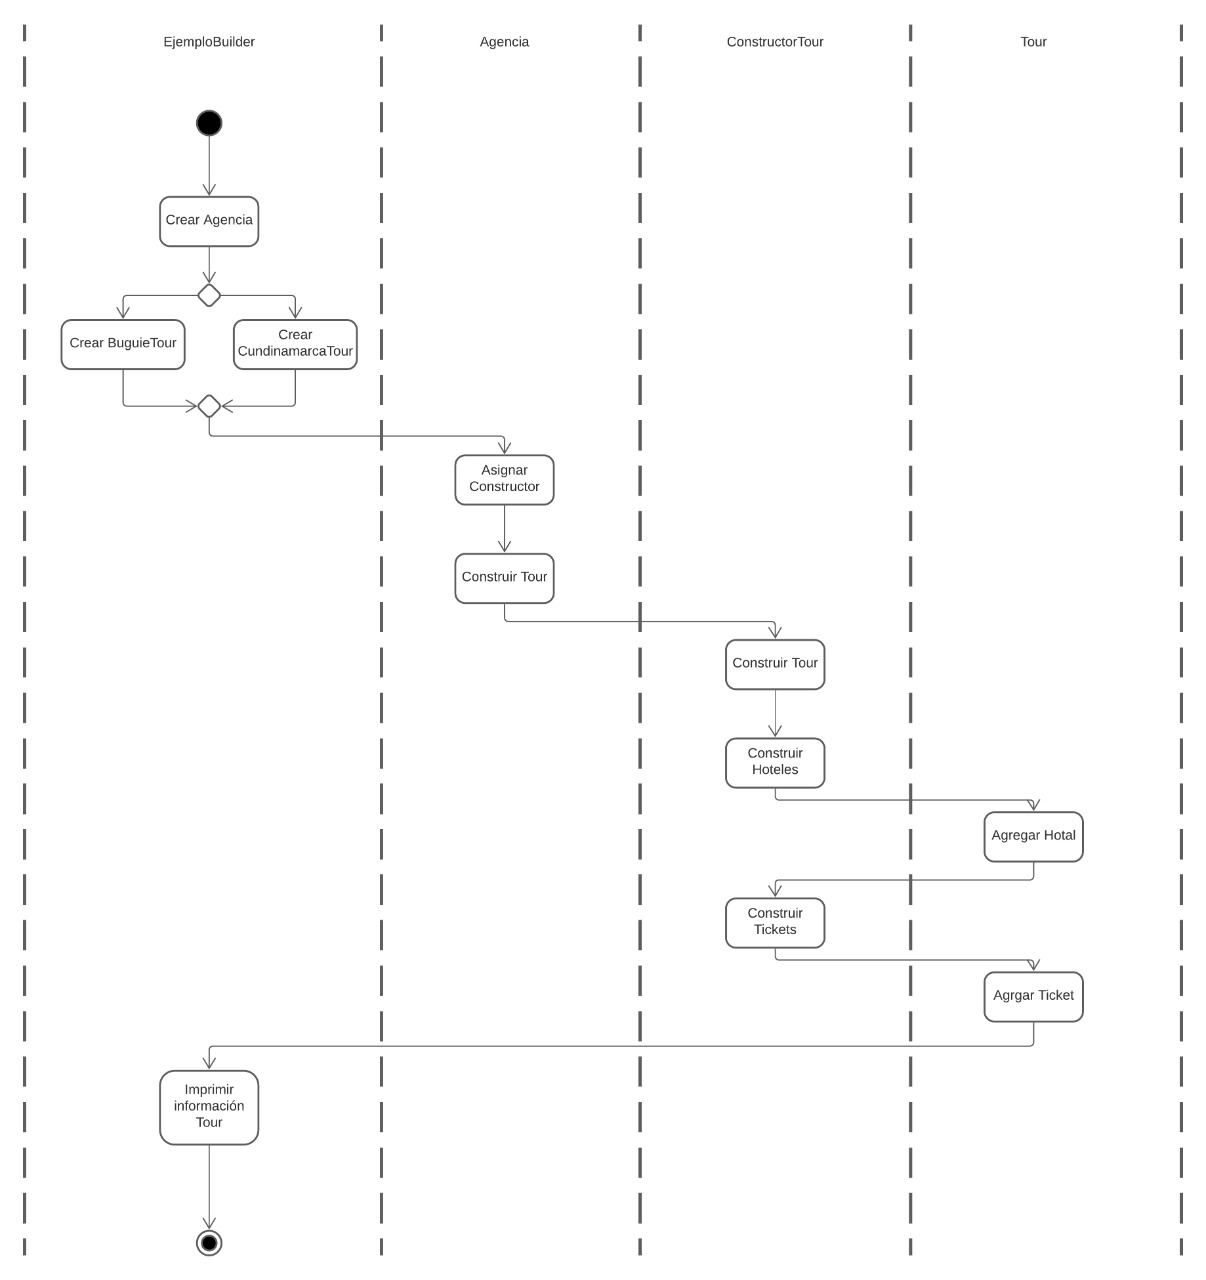 EjemploBuilder
Agencia
ConstructorTour
Tour
Crear Agencia
Crear BuguieTour
Crear
CundinamarcaTour
Asignar
Constructor
Construir Tour
Construir Tour
Construir
Hoteles
Agregar Hotal
Construir
Tickets
Agrgar Ticket
Imprimir
información
Tour